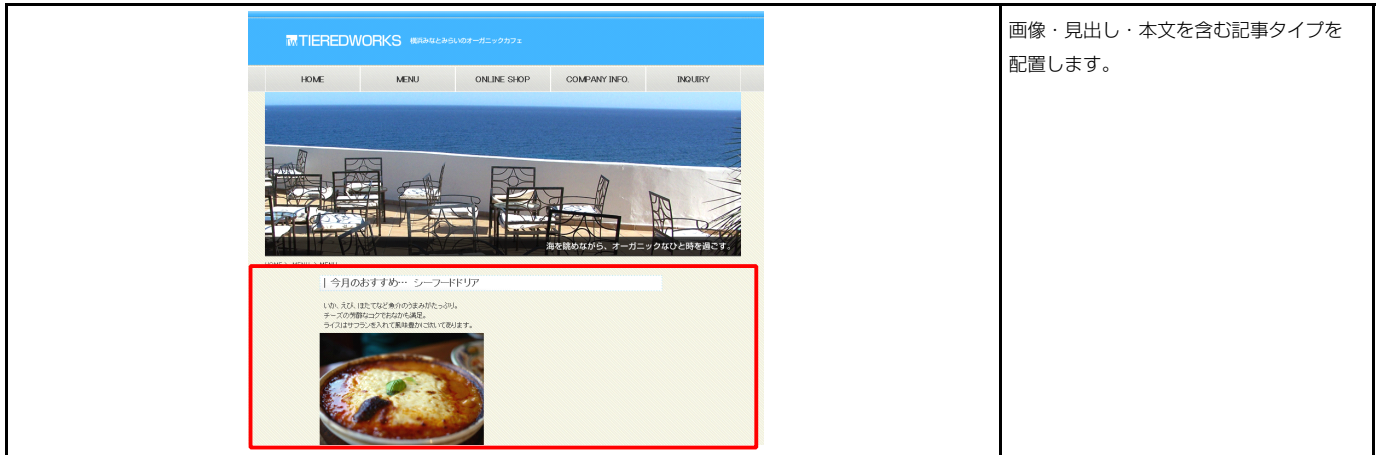 TIEREDWORKS 横浜みなとみらいのオーガニックカフェ
HOME MENU ONLINE SHOP COMPANY INFO. INQUIRY
海を眺めながら、オーガニックなひと時を過ごす。
HOME > MENU > MENU
| 今月のおすすめ… シーフードドリア
いか、えび、ほたてなど魚介のうまみがたっぷり。
チーズの芳醇なコクでおなかも満足。
ライスはサフランを入れて風味豊かに炊いてあります。
画像・見出し・本文を含む記事タイプを
配置します。